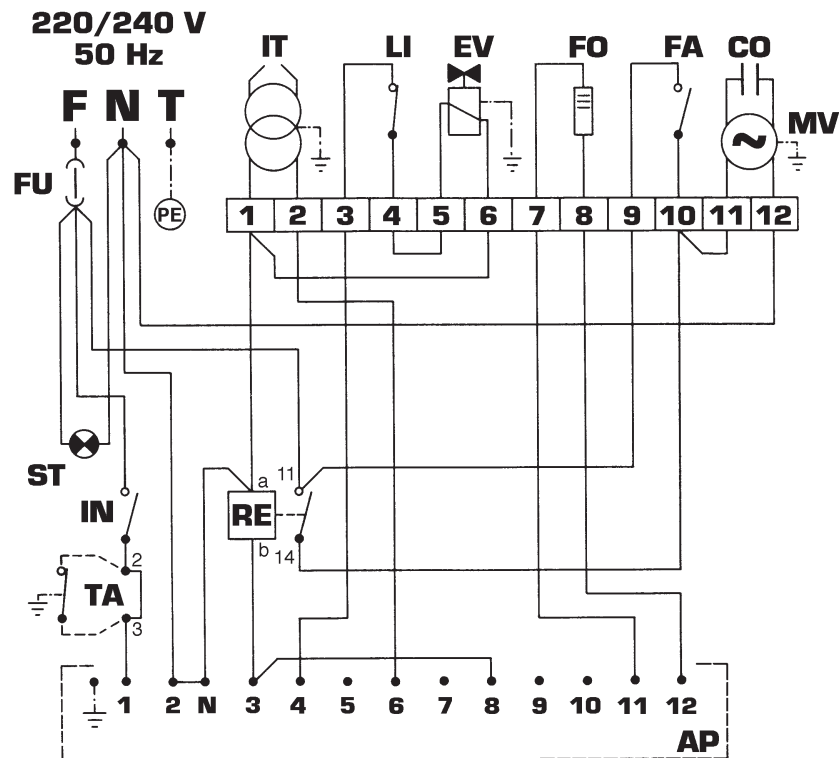 220/240 V
50 Hz
IT LI EV FO FA CO
F N T
MV
FU
PE
1 2 3 4 5 6 7 8 9 10 11 12
ST
a 11
IN RE
b 14
2
TA
3
1 2 N 3 4 5 6 7 8 9 10 11 12
AP